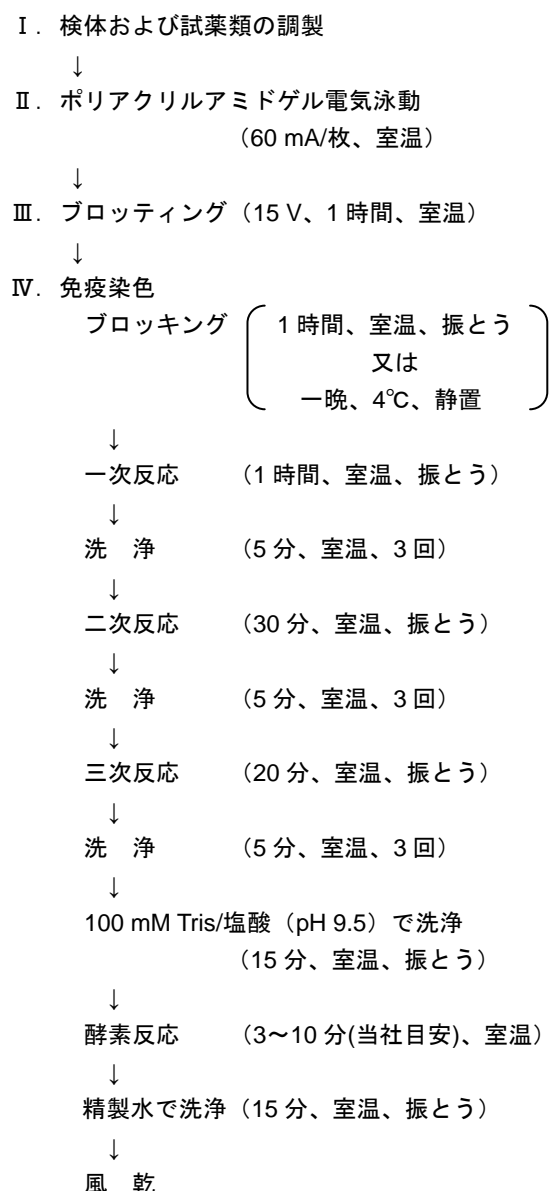 Ⅰ. 検体および試薬類の調製
↓
Ⅱ. ポリアクリルアミドゲル電気泳動
（60 mA/枚、室温）
↓
Ⅲ. ブロッティング（15 V、1 時間、室温）
↓
Ⅳ. 免疫染色
ブロッキング 1 時間、室温、振とう
又は
一晩、4℃、静置
↓
一次反応 （1 時間、室温、振とう）
↓
洗 浄 （5 分、室温、3 回）
↓
二次反応 （30 分、室温、振とう）
↓
洗 浄 （5 分、室温、3 回）
↓
三次反応 （20 分、室温、振とう）
↓
洗 浄 （5 分、室温、3 回）
↓
100 mM Tris/塩酸（pH 9.5）で洗浄
（15 分、室温、振とう）
↓
酵素反応 （3～10 分(当社目安)、室温）
↓
精製水で洗浄（15 分、室温、振とう）
↓
風 乾